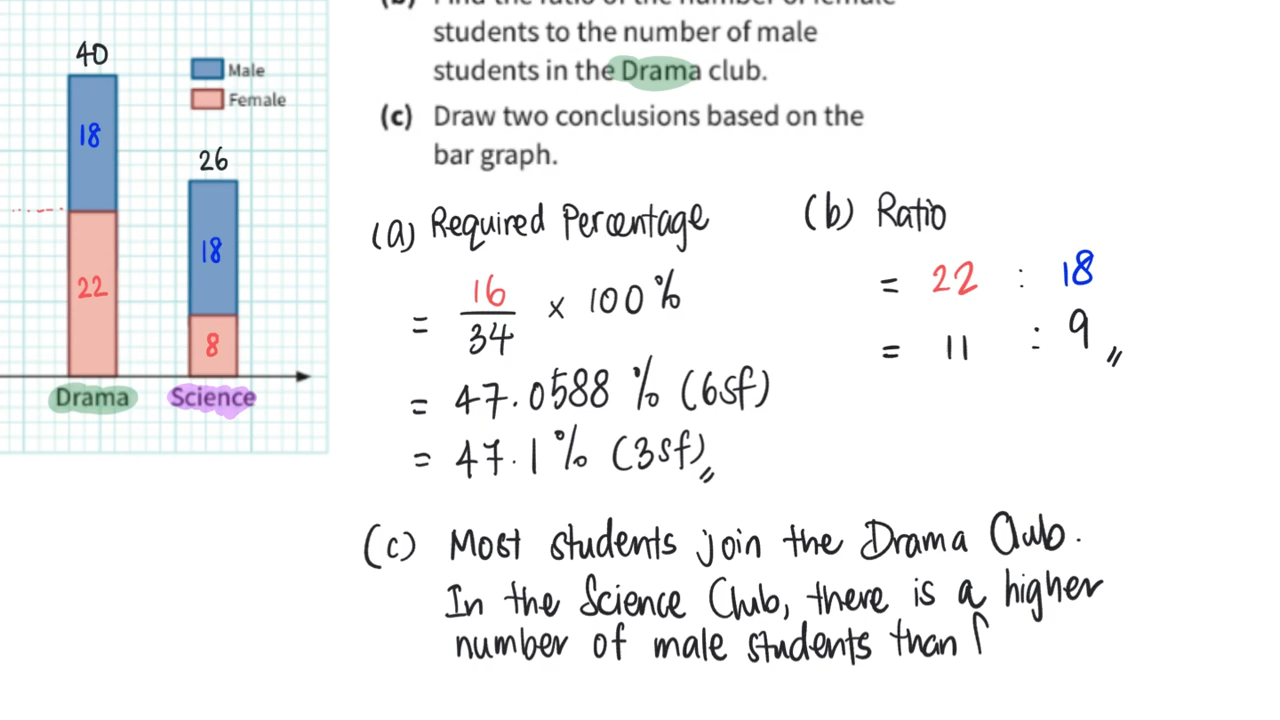 students to the number of male
students in the Drama club.
(c) Draw two conclusions based on the
bar graph.
40
Male
Female
18
26
22
18
8
Drama
Science
(a) Required Percentage
= 16/34 × 100%
= 47.0588 % (6sf)
= 47.1% (3sf)
(b) Ratio
= 22 : 18
= 11 : 9
(c) Most students join the Drama Club.
In the Science Club, there is a higher
number of male students than